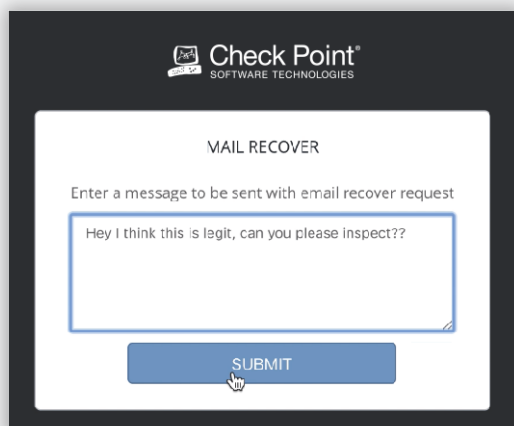 Check Point®
SOFTWARE TECHNOLOGIES
MAIL RECOVER
Enter a message to be sent with email recover request
Hey I think this is legit, can you please inspect??
SUBMIT